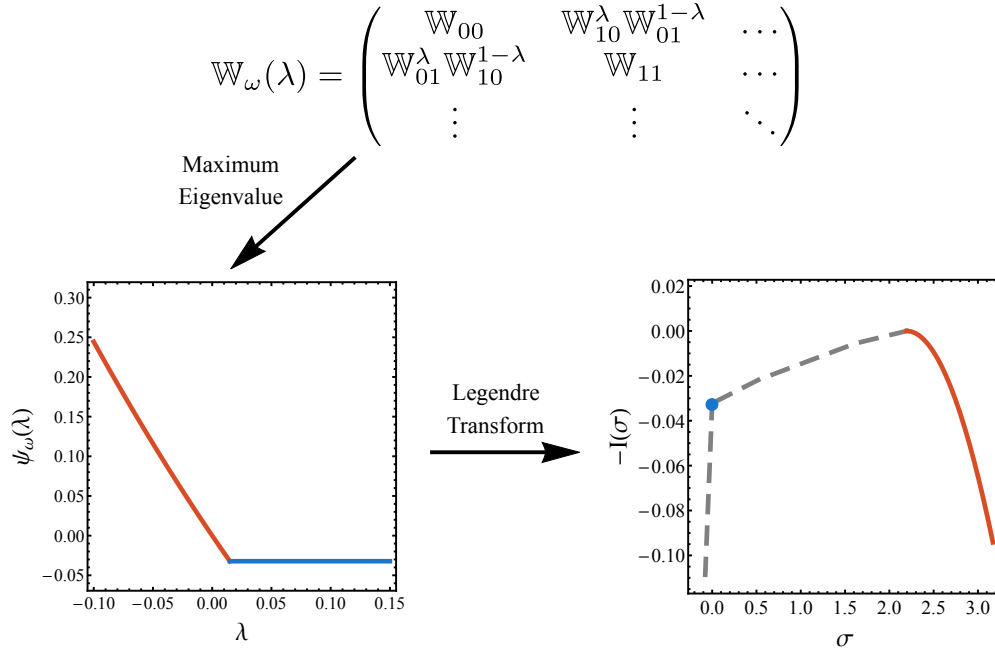 𝕎_ω(λ) = ( 𝕎_00 𝕎_10^λ 𝕎_01^{1−λ} ⋯
𝕎_01^λ 𝕎_10^{1−λ} 𝕎_11 ⋯
⋮ ⋮ ⋱ )
Maximum
Eigenvalue
0.30
0.25
0.20
0.15
0.10
0.05
0.00
−0.05
ψ_ω(λ)
−0.10 −0.05 0.00 0.05 0.10 0.15
λ
Legendre
Transform
0.02
0.00
−0.02
−0.04
−0.06
−0.08
−0.10
−I(σ)
0.0 0.5 1.0 1.5 2.0 2.5 3.0
σ